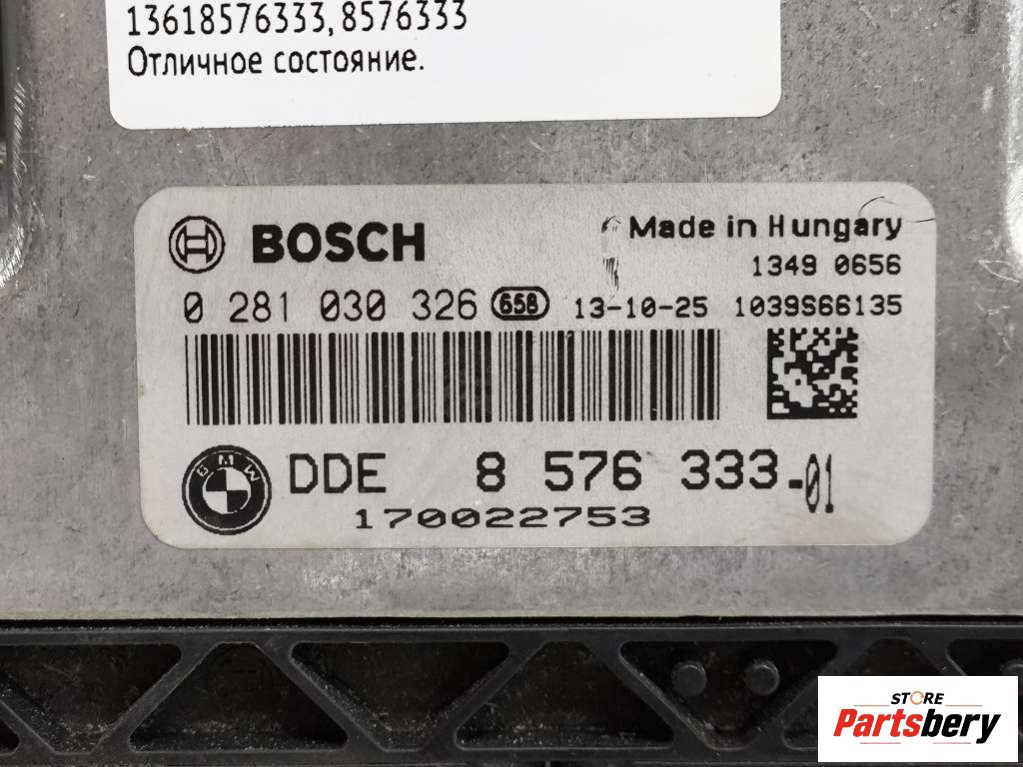 13618576333, 8576333
Отличное состояние.
BOSCH
Made in Hungary
1349 0656
0 281 030 326 658 13-10-25 1039S66135
BMW
DDE 8 576 333-01
170022753
STORE
Partsbery